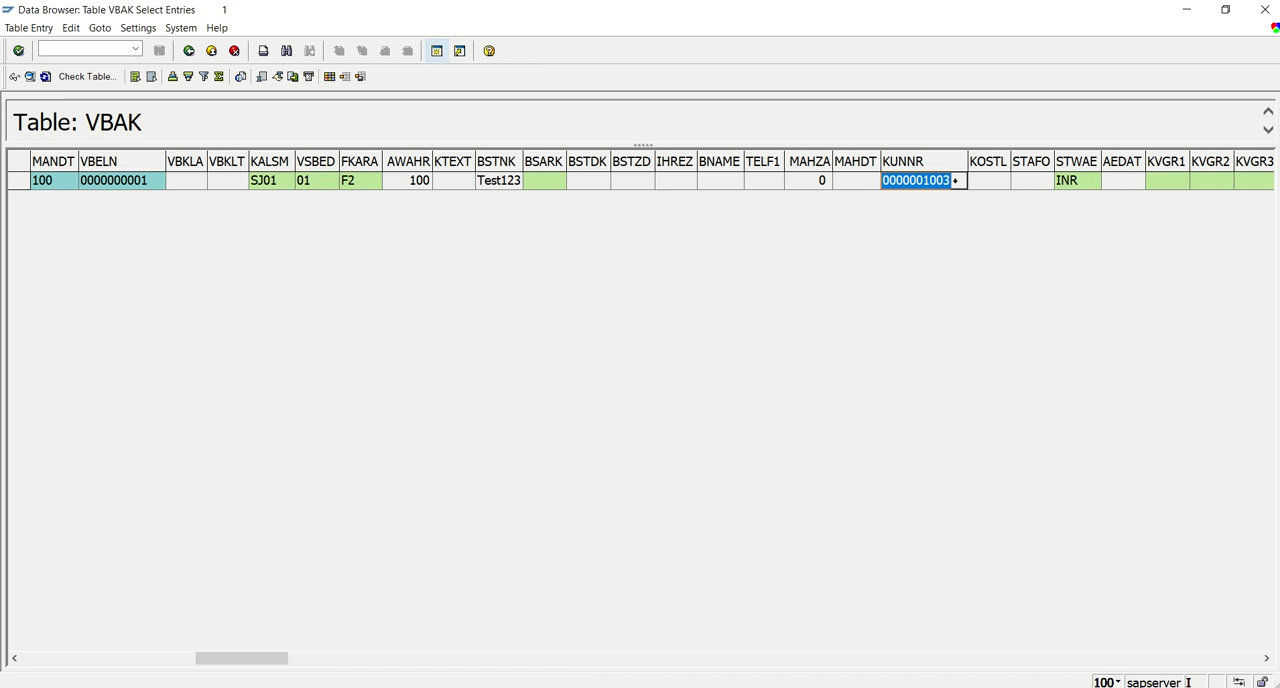 Data Browser: Table VBAK Select Entries 1
Table Entry Edit Goto Settings System Help
Check Table...
Table: VBAK
MANDT VBELN VBKLA VBKLT KALSM VSBED FKARA AWAHR KTEXT BSTNK BSARK BSTDK BSTZD IHREZ BNAME TELF1 MAHZA MAHDT KUNNR KOSTL STAFO STWAE AEDAT KVGR1 KVGR2 KVGR3
100 0000000001 SJ01 01 F2 100 Test123 0 0000001003 INR
100 sapserver